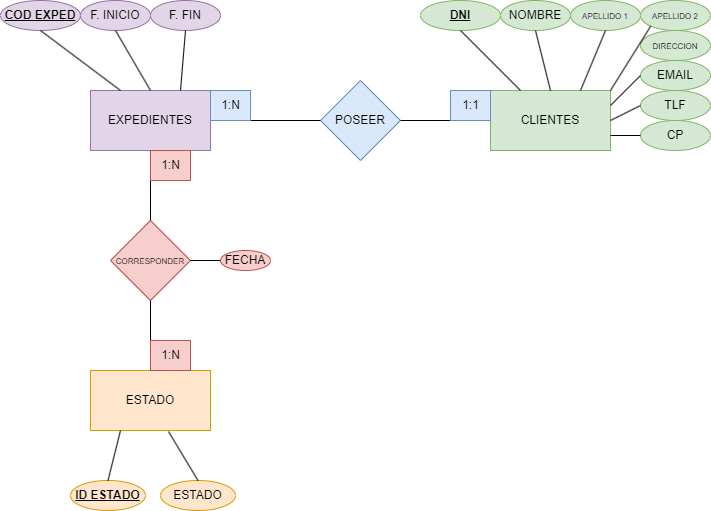 COD EXPED
F. INICIO
F. FIN
DNI
NOMBRE
APELLIDO 1
APELLIDO 2
DIRECCION
EMAIL
TLF
CP
EXPEDIENTES
1:N
POSEER
1:1
CLIENTES
1:N
CORRESPONDER
FECHA
1:N
ESTADO
ID ESTADO
ESTADO